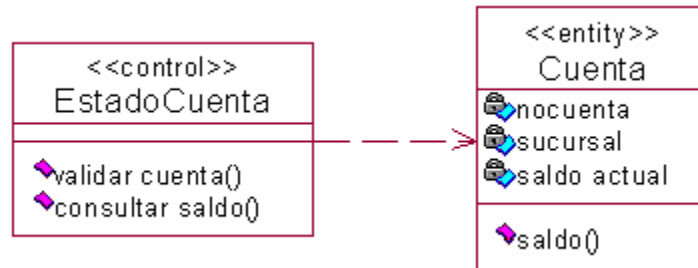 <<control>>
EstadoCuenta
validar cuenta()
consultar saldo()
<<entity>>
Cuenta
nocuenta
sucursal
saldo actual
saldo()